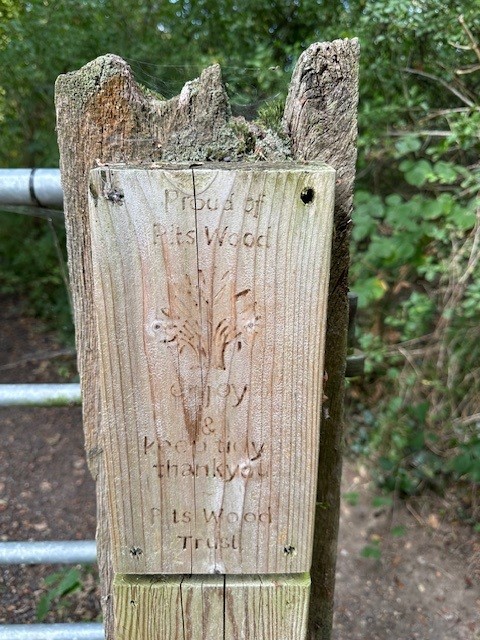 Proud of
Pits Wood
enjoy
&
keep tidy
thankyou
Pits Wood
Trust